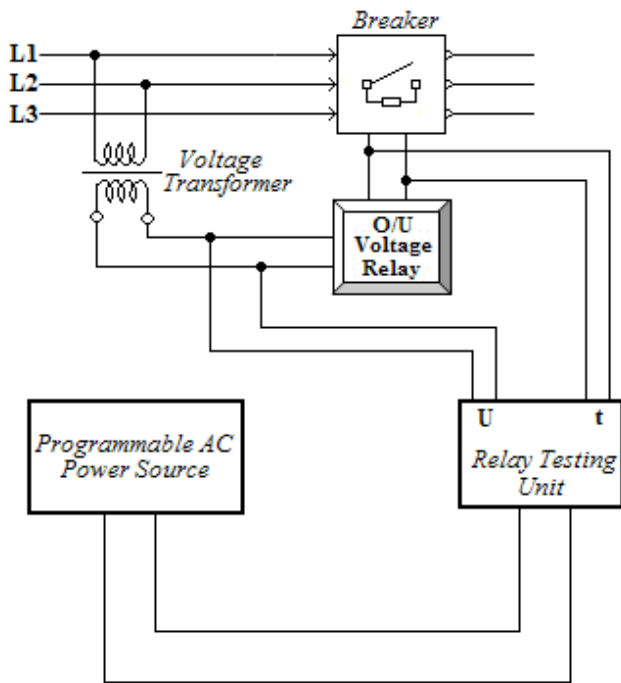 Breaker
L1
L2
L3
Voltage
Transformer
O/U
Voltage
Relay
U t
Programmable AC
Power Source
Relay Testing
Unit